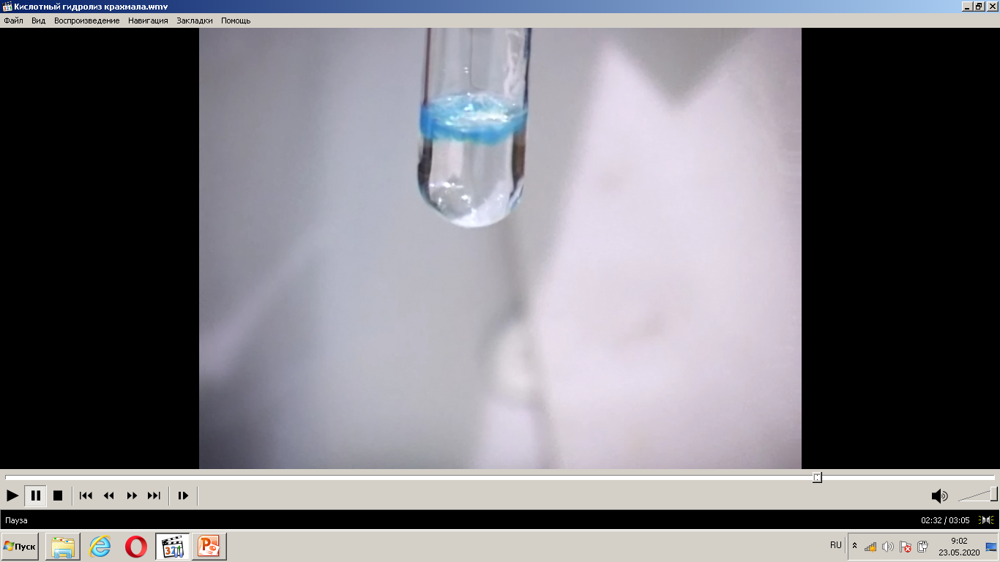 Кислотный гидролиз крахмала.wmv
Файл Вид Воспроизведение Навигация Закладки Помощь
Пауза
02:32 / 03:05
Пуск
321
P
RU
9:02
23.05.2020